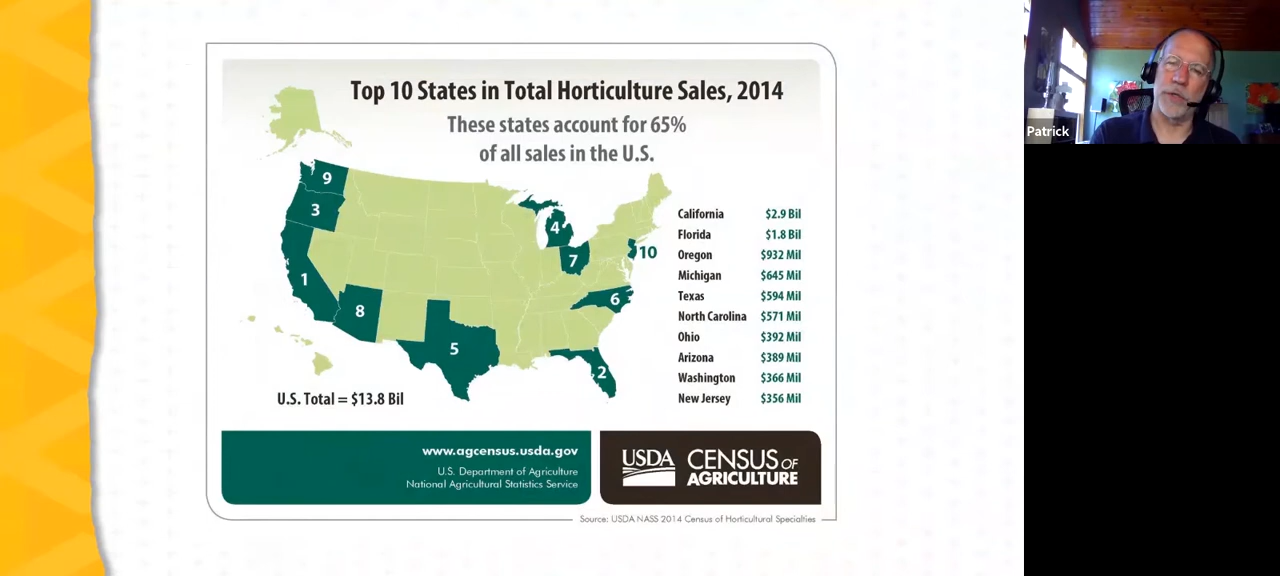 Top 10 States in Total Horticulture Sales, 2014
These states account for 65%
of all sales in the U.S.
9
3
4
10
7
1
6
8
5
2
California $2.9 Bil
Florida $1.8 Bil
Oregon $932 Mil
Michigan $645 Mil
Texas $594 Mil
North Carolina $571 Mil
Ohio $392 Mil
Arizona $389 Mil
Washington $366 Mil
New Jersey $356 Mil
U.S. Total = $13.8 Bil
www.agcensus.usda.gov
U.S. Department of Agriculture
National Agricultural Statistics Service
USDA CENSUS OF
AGRICULTURE
Source: USDA NASS 2014 Census of Horticultural Specialties
Patrick